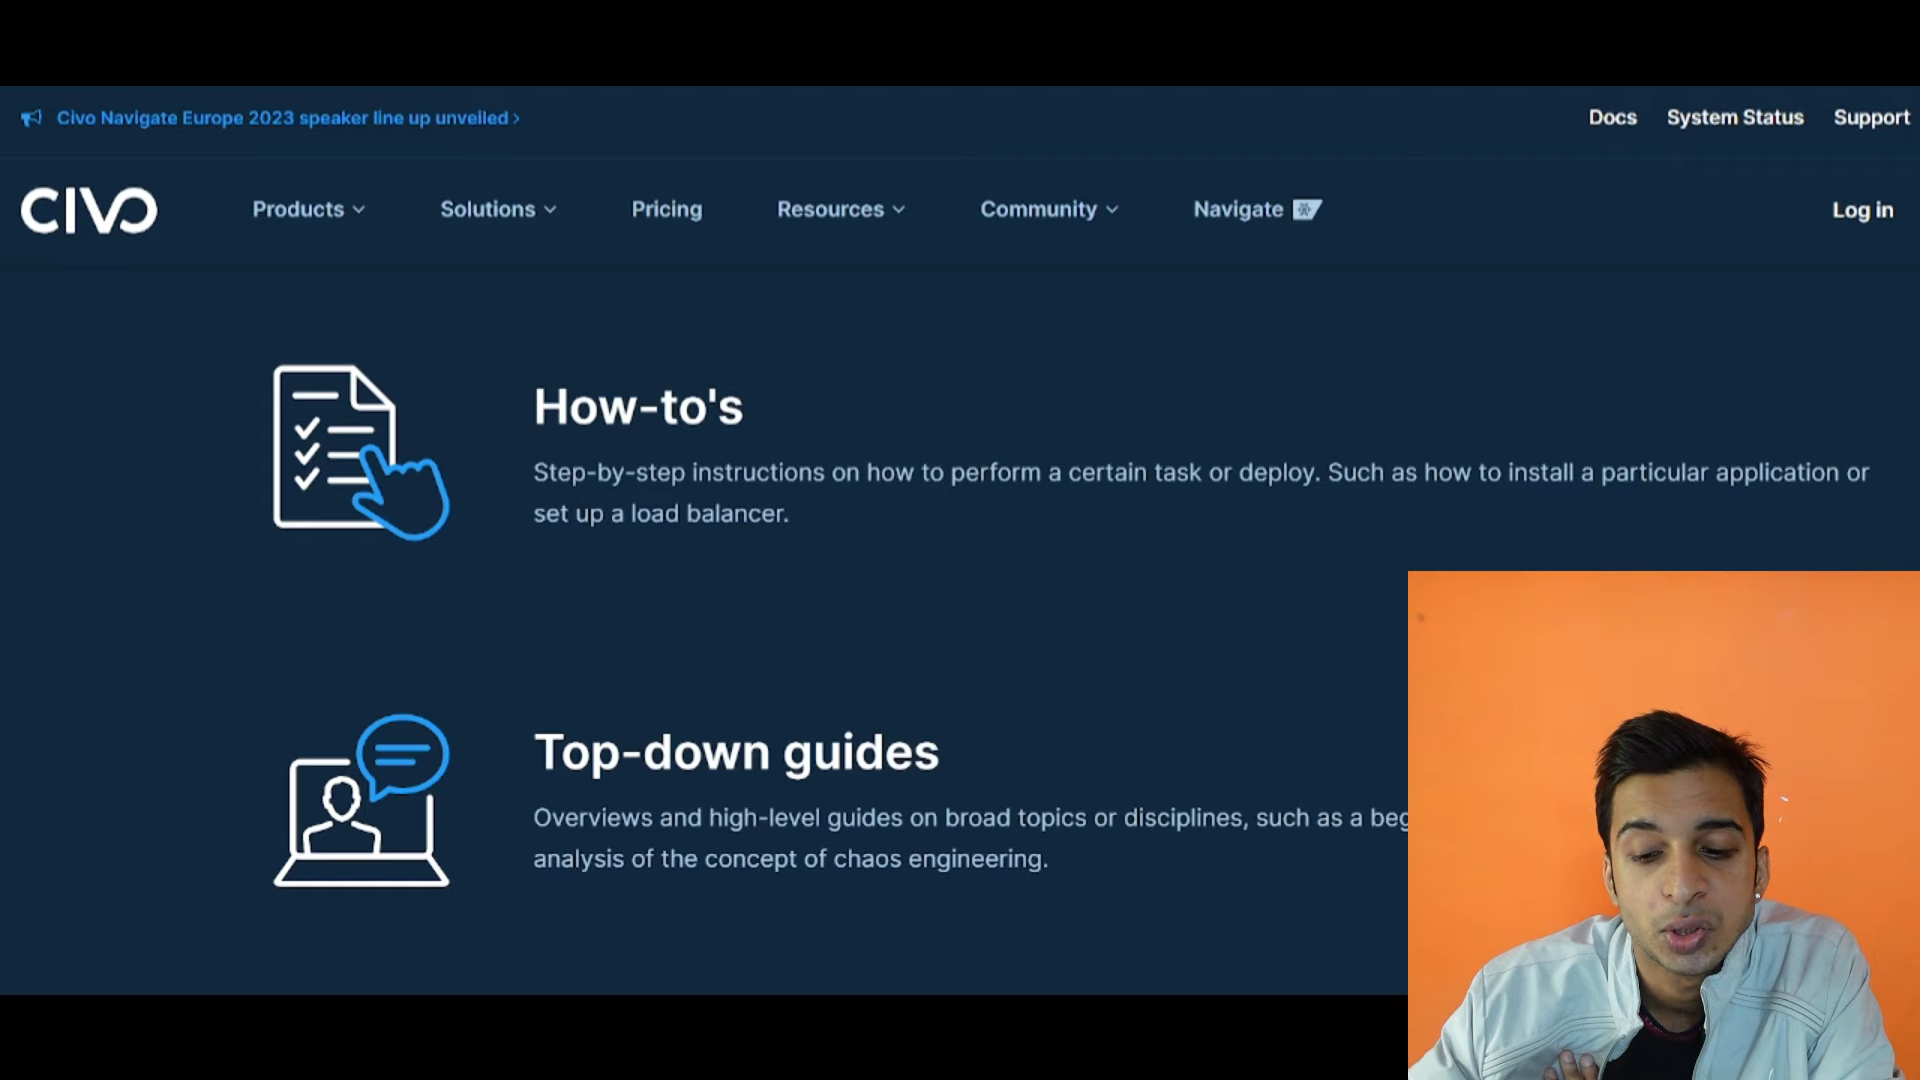 Civo Navigate Europe 2023 speaker line up unveiled >
Docs System Status Support
CIVO Products Solutions Pricing Resources Community Navigate Log in
How-to's
Step-by-step instructions on how to perform a certain task or deploy. Such as how to install a particular application or
set up a load balancer.
Top-down guides
Overviews and high-level guides on broad topics or disciplines, such as a
analysis of the concept of chaos engineering.